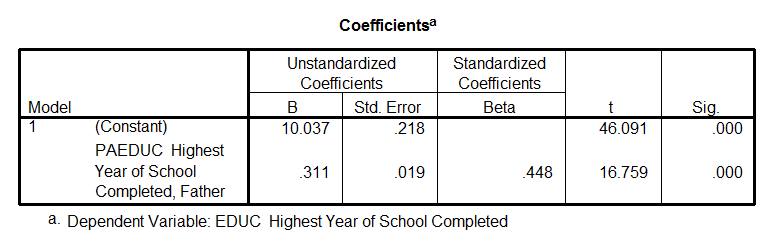 Coefficientsa
Unstandardized Coefficients Standardized Coefficients
Model B Std. Error Beta t Sig.
1 (Constant) 10.037 .218 46.091 .000
PAEDUC Highest Year of School Completed, Father .311 .019 .448 16.759 .000
a. Dependent Variable: EDUC Highest Year of School Completed